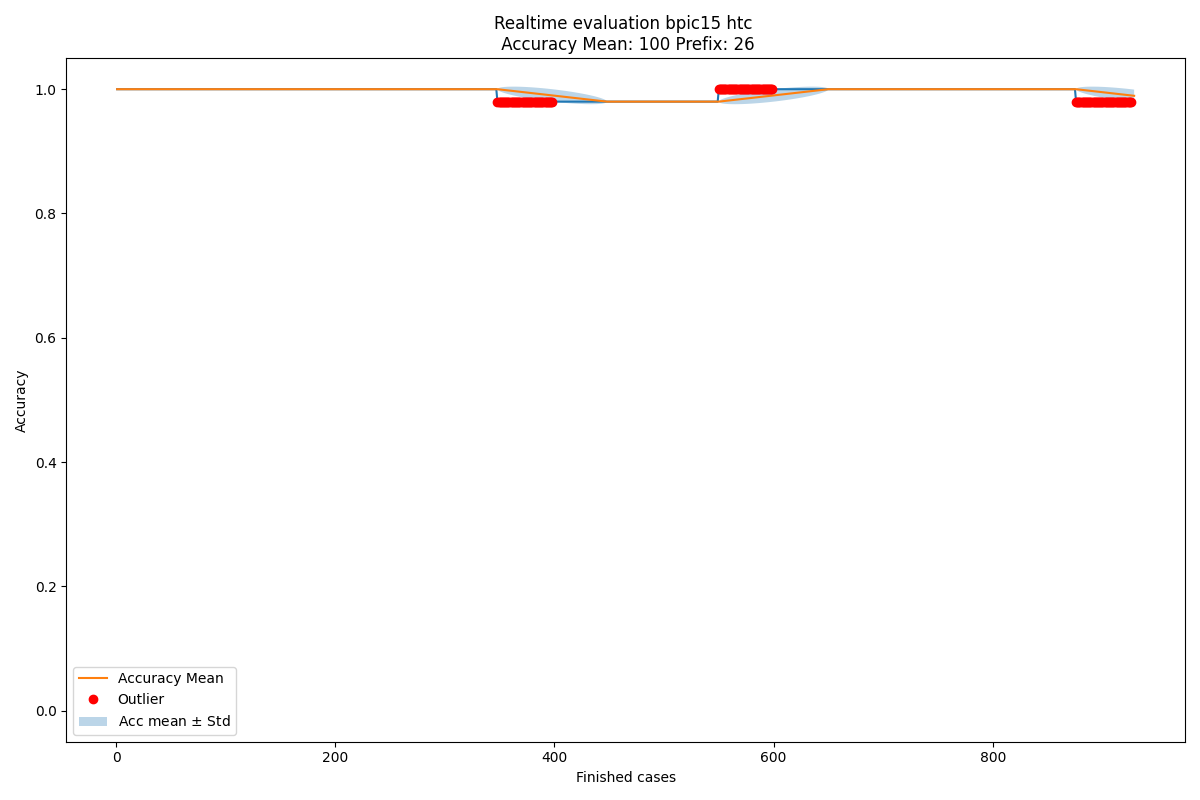 Realtime evaluation bpic15 htc
Accuracy Mean: 100 Prefix: 26
Accuracy
1.0
0.8
0.6
0.4
0.2
0.0
Accuracy Mean
Outlier
Acc mean ± Std
0 200 400 600 800
Finished cases